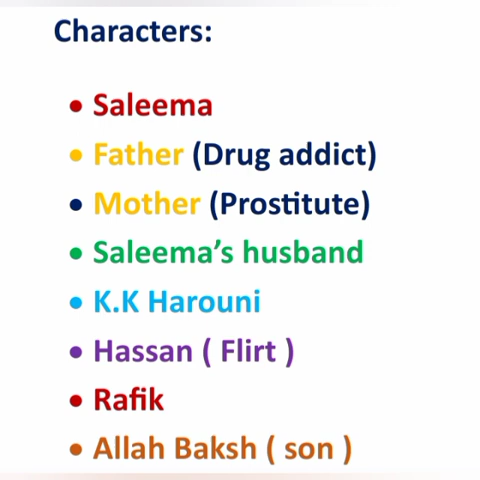 Characters:
• Saleema
• Father (Drug addict)
• Mother (Prostitute)
• Saleema's husband
• K.K Harouni
• Hassan ( Flirt )
• Rafik
• Allah Baksh ( son )